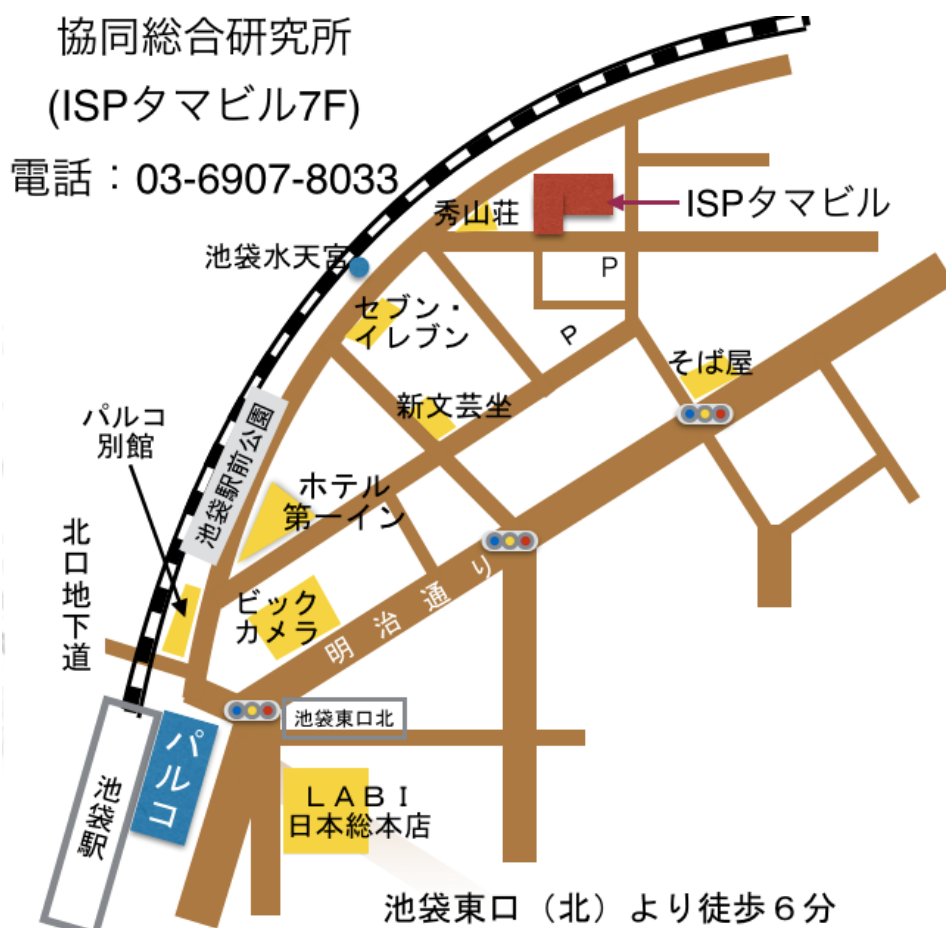 協同総合研究所
(ISPタマビル7F)
電話：03-6907-8033
秀山荘
ISPタマビル
池袋水天宮
P
セブン・
イレブン
P
そば屋
パルコ
別館
新文芸坐
池袋駅前公園
ホテル
第一イン
北口地下道
ビック
カメラ
明治通り
池袋東口北
パルコ
池袋駅
ＬＡＢＩ
日本総本店
池袋東口（北）より徒歩６分